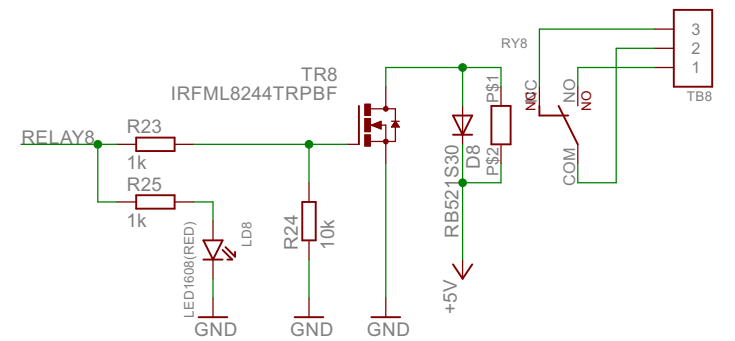 RY8
3
2
1
TB8
TR8
IRFML8244TRPBF
P$1
P$2
NC
NC
NO
NO
COM
RELAY8
R23
1k
R25
1k
R24
10k
D8
RB521S30
LD8
LED1608(RED)
+5V
GND
GND
GND